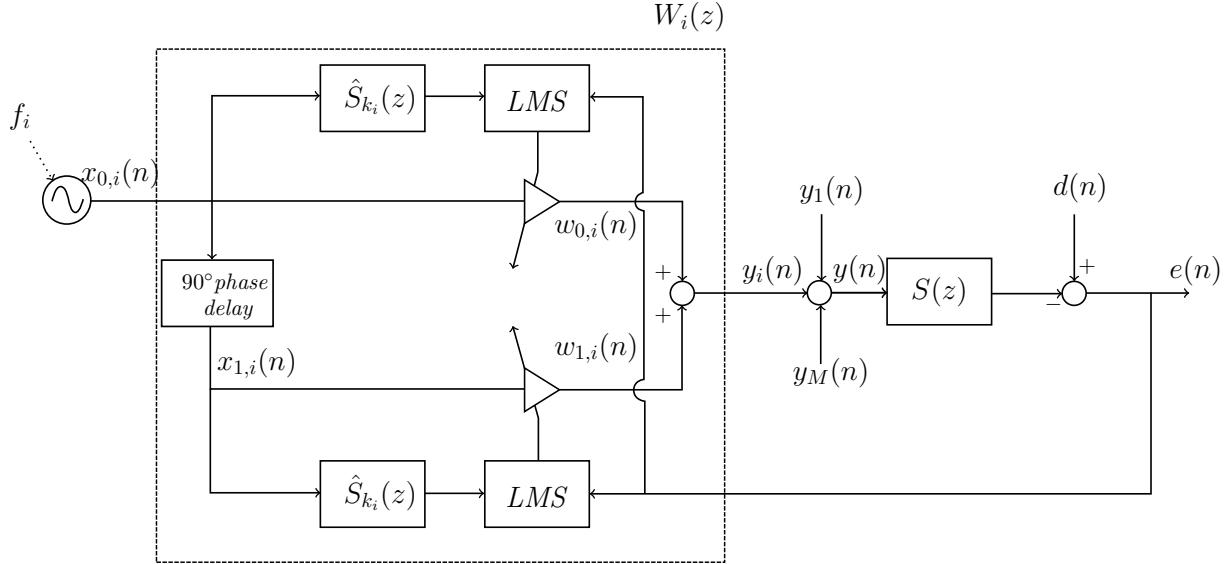 W_i(z)
Ŝ_{k_i}(z)
LMS
f_i
x_{0,i}(n)
w_{0,i}(n)
y_1(n)
d(n)
90° phase
delay
+
+
y_i(n)
y(n)
S(z)
+
−
e(n)
x_{1,i}(n)
w_{1,i}(n)
y_M(n)
Ŝ_{k_i}(z)
LMS